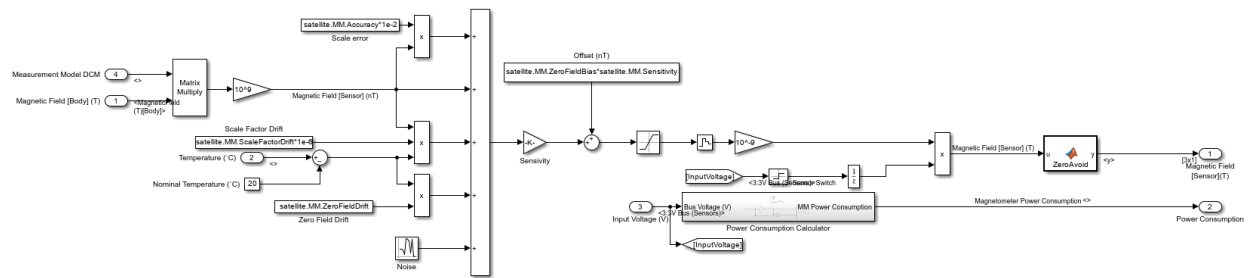 satellite.MM.Accuracy*1e-2
Scale error
x
Measurement Model DCM
4
<>
Magnetic Field [Body] (T)
1
<MagneticField
(T)[Body]>
Matrix
Multiply
10^9
Magnetic Field [Sensor] (nT)
Scale Factor Drift
satellite.MM.ScaleFactorDrift*1e-6
x
Temperature (˚C)
2
<>
Nominal Temperature (˚C)
20
satellite.MM.ZeroFieldDrift
Zero Field Drift
x
Noise
+
+
+
+
+
-K-
Sensivity
Offset (nT)
satellite.MM.ZeroFieldBias*satellite.MM.Sensitivity
10^-9
x
Magnetic Field [Sensor] (T)
u
ZeroAvoid
y
<y>
[3x1]
1
Magnetic Field
[Sensor](T)
[InputVoltage]
<3.3V Bus (Sensors)>
Switch
1
z
3
Input Voltage (V)
Bus Voltage (V)
<3.3V Bus (Sensors)>
MM Power Consumption
Power Consumption Calculator
Magnetometer Power Consumption <>
2
Power Consumption
[InputVoltage]